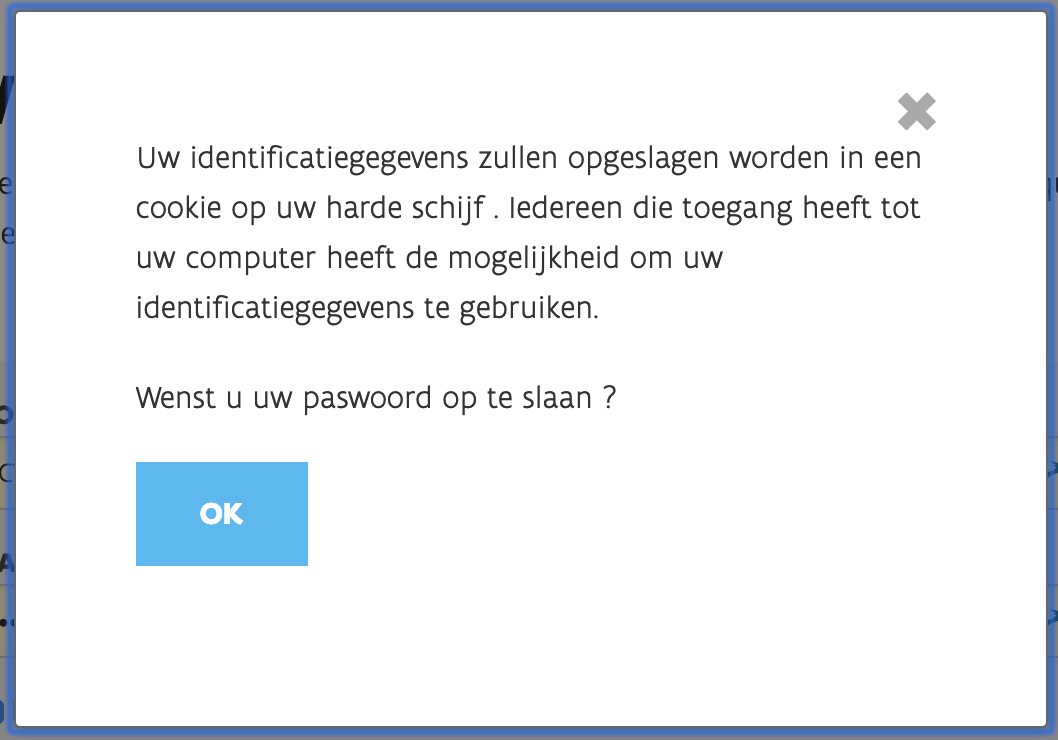 Uw identificatiegegevens zullen opgeslagen worden in een
cookie op uw harde schijf . Iedereen die toegang heeft tot
uw computer heeft de mogelijkheid om uw
identificatiegegevens te gebruiken.
Wenst u uw paswoord op te slaan ?
OK